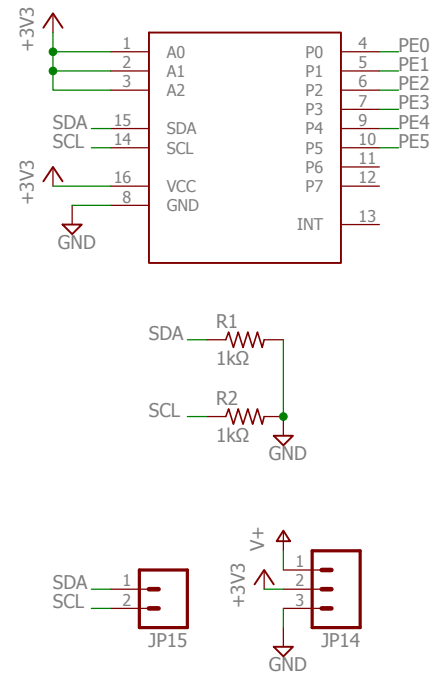 +3V3
1 A0 P0 4 PE0
2 A1 P1 5 PE1
3 A2 P2 6 PE2
P3 7 PE3
SDA 15 SDA P4 9 PE4
SCL 14 SCL P5 10 PE5
P6 11
+3V3 16 VCC P7 12
8 GND
INT 13
GND
R1
SDA
1kΩ
R2
SCL
1kΩ
GND
V+
1
SDA 1
+3V3 2
SCL 2
3
JP15
JP14
GND